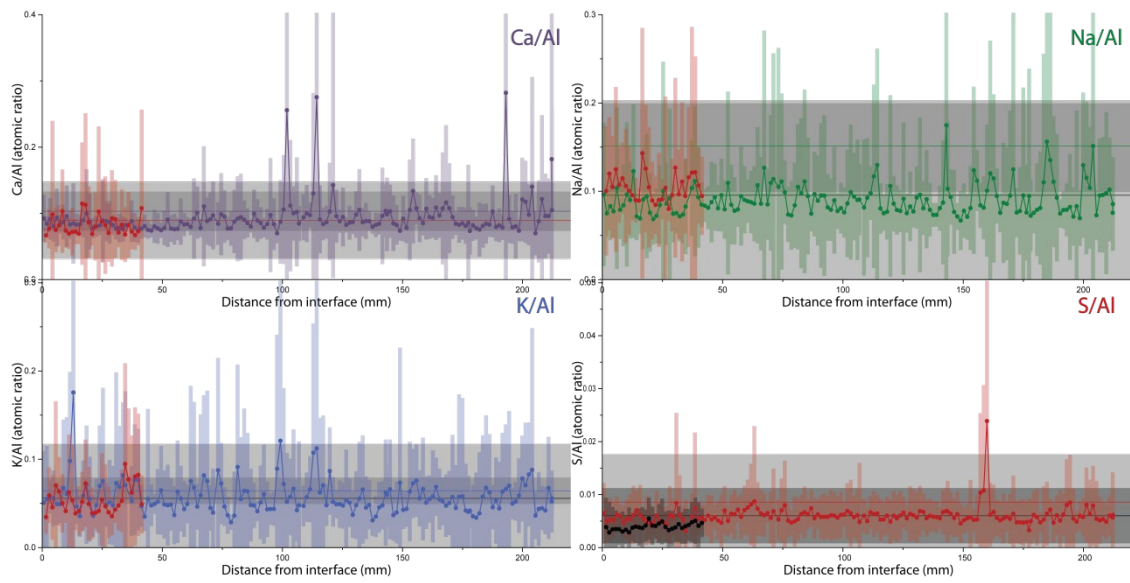 0.4
Ca/Al
0.2
0.0
Ca/Al (atomic ratio)
0 50 100 150 200
Distance from interface (mm)
0.3
Na/Al
0.2
0.1
0.0
Na/Al (atomic ratio)
0 50 100 150 200
Distance from interface (mm)
K/Al
0.2
0.1
0.0
K/Al (atomic ratio)
0 50 100 150 200
Distance from interface (mm)
S/Al
0.04
0.03
0.02
0.01
0.00
S/Al (atomic ratio)
0 50 100 150 200
Distance from interface (mm)